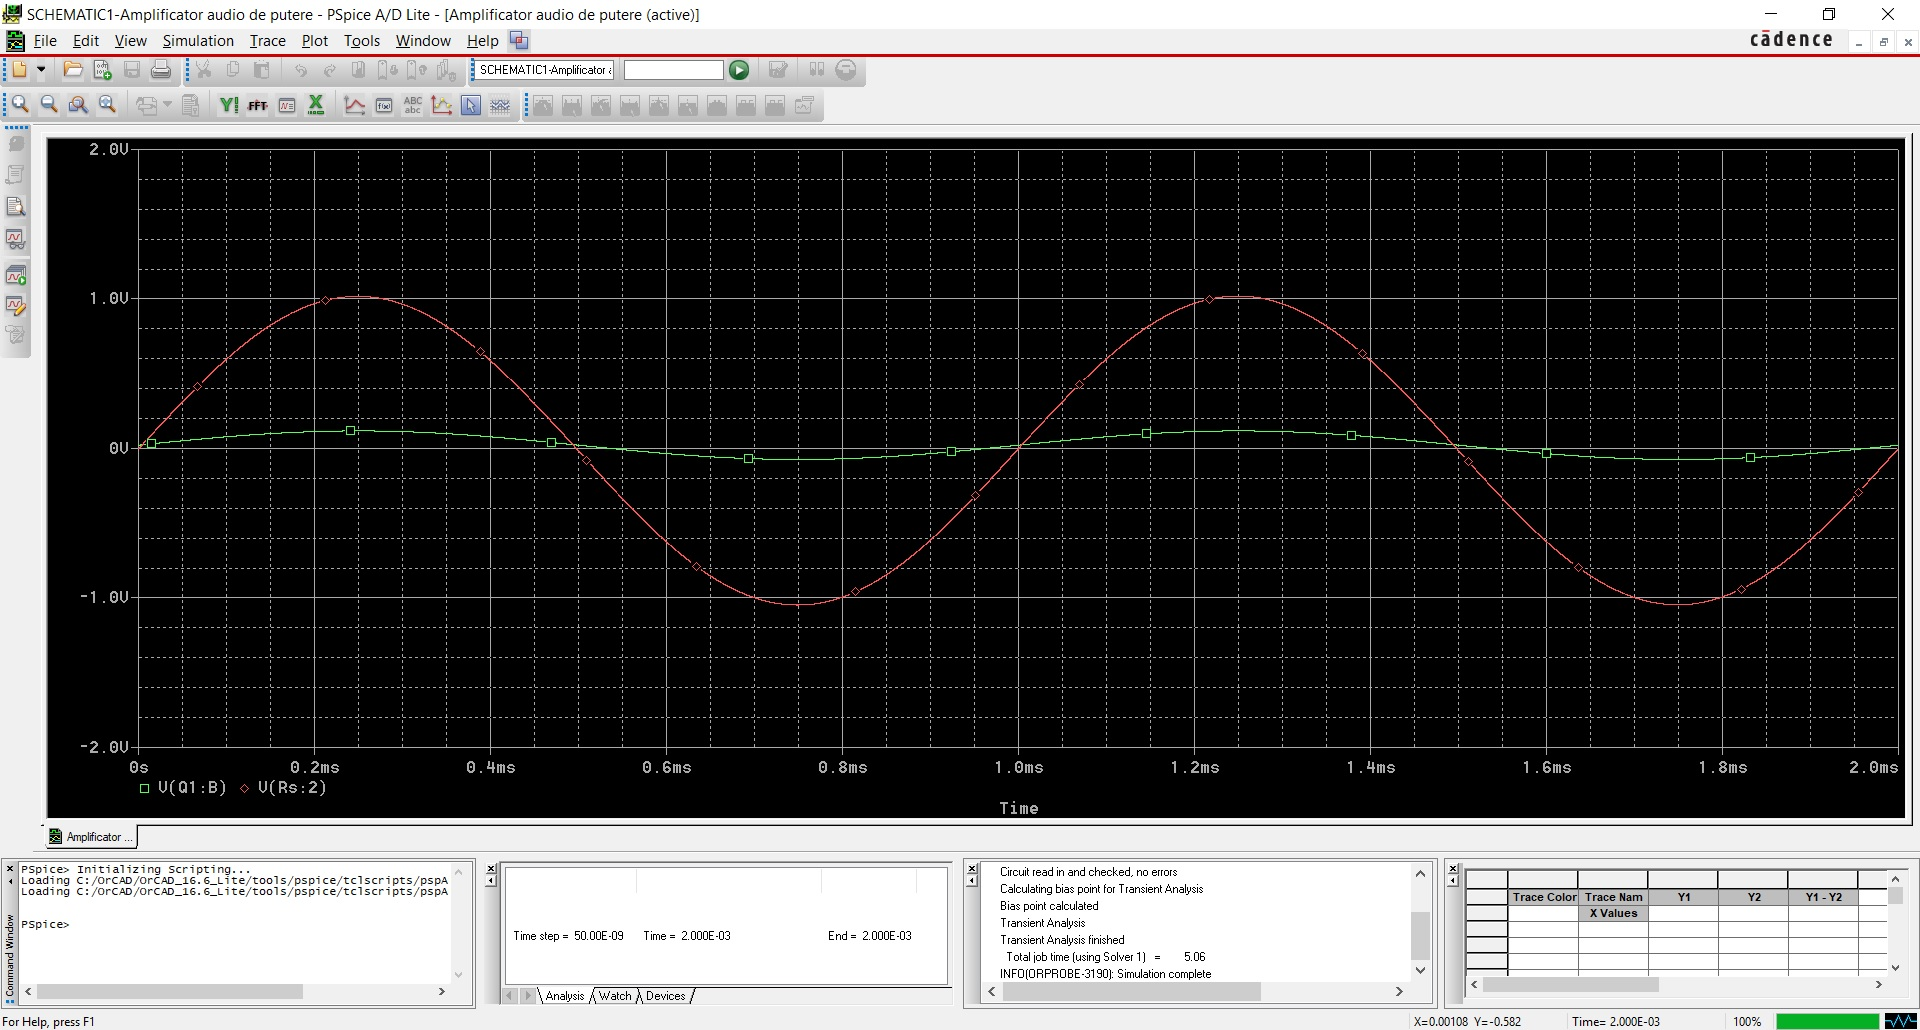 SCHEMATIC1-Amplificator audio de putere - PSpice A/D Lite - [Amplificator audio de putere (active)]
File Edit View Simulation Trace Plot Tools Window Help
cādence
SCHEMATIC1-Amplificator a
FFT
ABC
abc
2.0V
1.0V
0V
-1.0V
-2.0V
0s 0.2ms 0.4ms 0.6ms 0.8ms 1.0ms 1.2ms 1.4ms 1.6ms 1.8ms 2.0ms
V(Q1:B) V(Rs:2)
Time
Amplificator ...
Command Window
PSpice> Initializing Scripting...
Loading C:/OrCAD/OrCAD_16.6_Lite/tools/pspice/tclscripts/pspA
Loading C:/OrCAD/OrCAD_16.6_Lite/tools/pspice/tclscripts/pspA
PSpice>
Time step = 50.00E-09 Time = 2.000E-03 End = 2.000E-03
Analysis Watch Devices
Circuit read in and checked, no errors
Calculating bias point for Transient Analysis
Bias point calculated
Transient Analysis
Transient Analysis finished
Total job time (using Solver 1) = 5.06
INFO(ORPROBE-3190): Simulation complete
Trace Color Trace Nam Y1 Y2 Y1 - Y2
X Values
For Help, press F1
X=0.00108 Y=-0.582 Time= 2.000E-03 100%